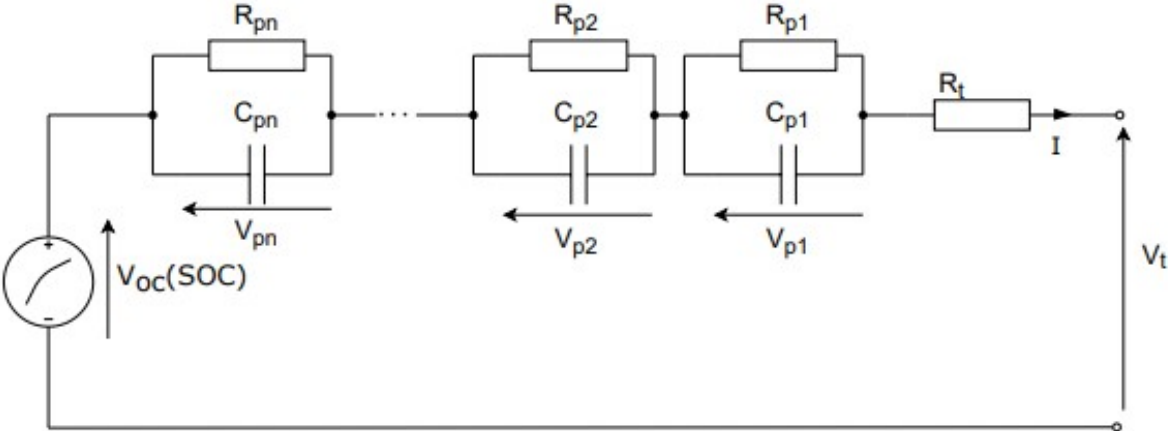 Rpn
Rp2
Rp1
Cpn
...
Cp2
Cp1
Rt
I
Vpn
Vp2
Vp1
+
-
VOC(SOC)
Vt